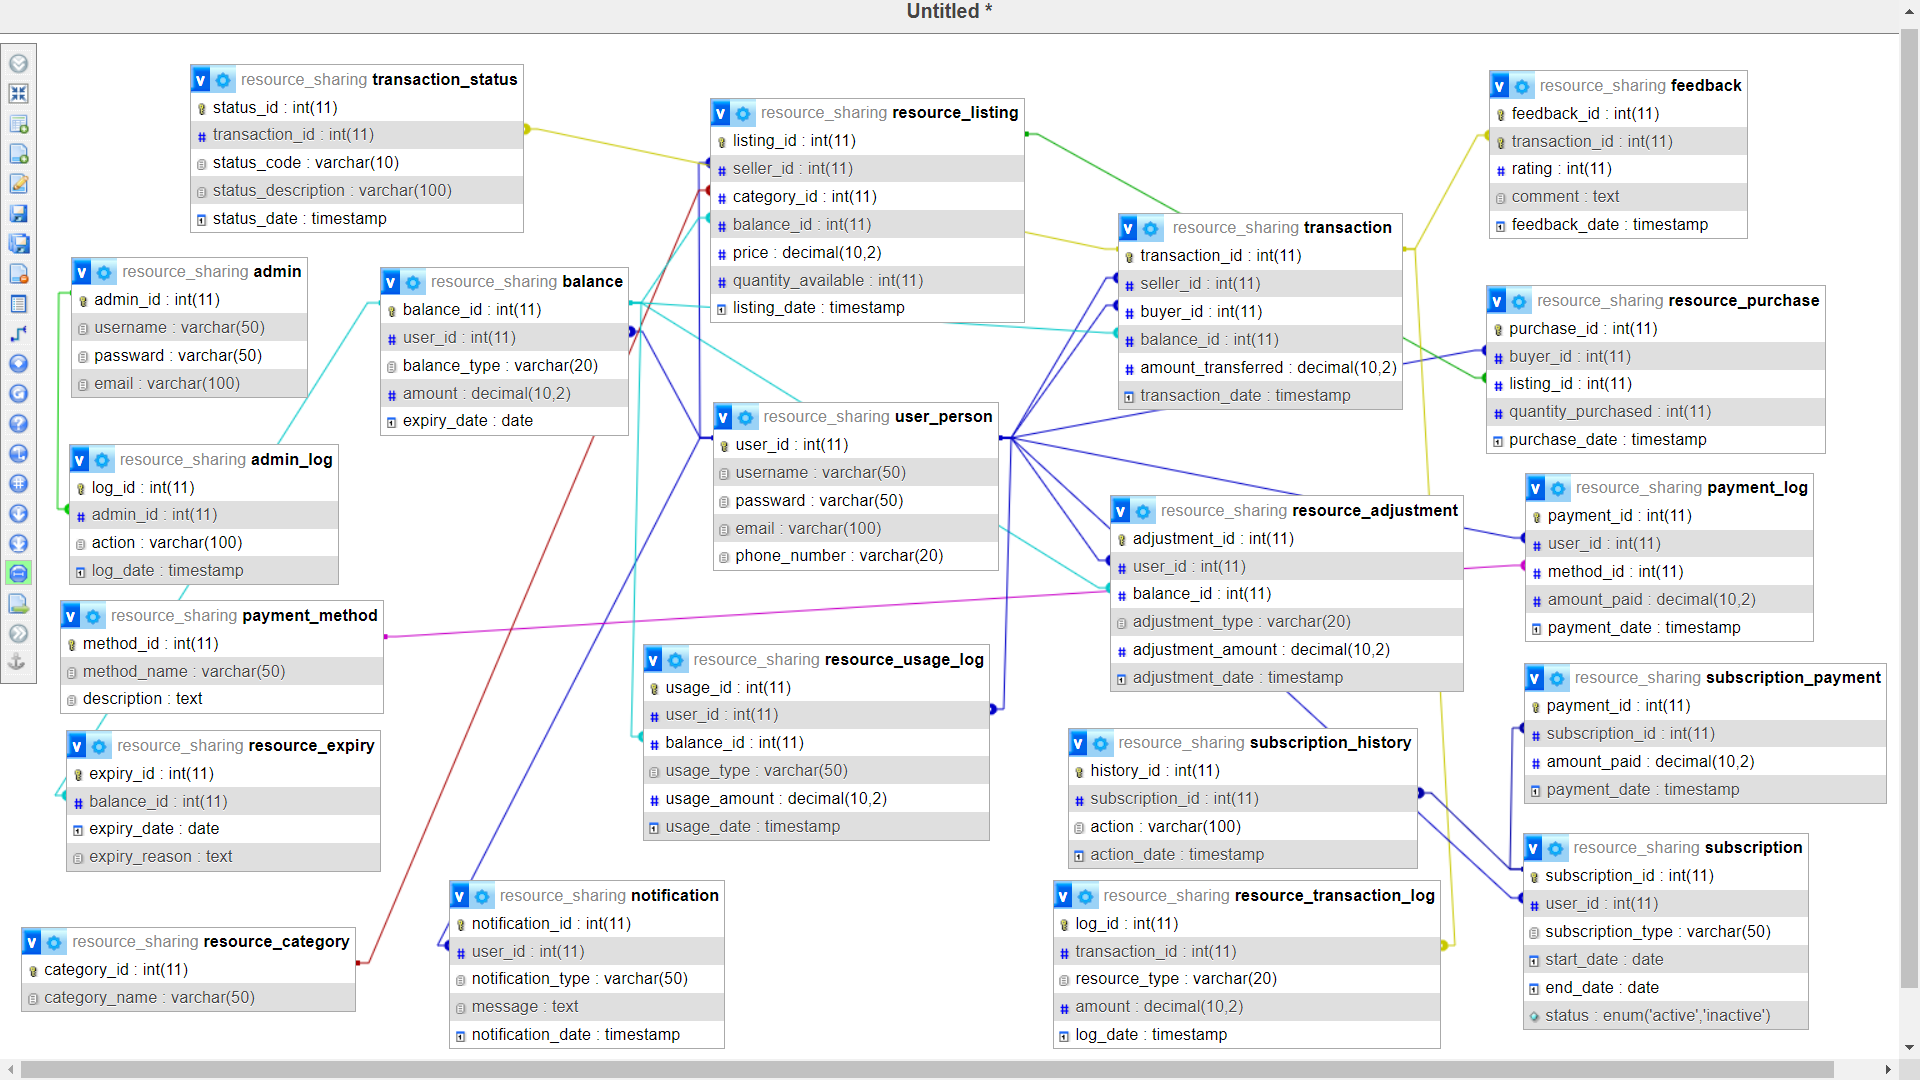 Untitled *
resource_sharing transaction_status
status_id : int(11)
transaction_id : int(11)
status_code : varchar(10)
status_description : varchar(100)
status_date : timestamp
resource_sharing resource_listing
listing_id : int(11)
seller_id : int(11)
category_id : int(11)
balance_id : int(11)
price : decimal(10,2)
quantity_available : int(11)
listing_date : timestamp
resource_sharing feedback
feedback_id : int(11)
transaction_id : int(11)
rating : int(11)
comment : text
feedback_date : timestamp
resource_sharing transaction
transaction_id : int(11)
seller_id : int(11)
buyer_id : int(11)
balance_id : int(11)
amount_transferred : decimal(10,2)
transaction_date : timestamp
resource_sharing admin
admin_id : int(11)
username : varchar(50)
passward : varchar(50)
email : varchar(100)
resource_sharing balance
balance_id : int(11)
user_id : int(11)
balance_type : varchar(20)
amount : decimal(10,2)
expiry_date : date
resource_sharing resource_purchase
purchase_id : int(11)
buyer_id : int(11)
listing_id : int(11)
quantity_purchased : int(11)
purchase_date : timestamp
resource_sharing user_person
user_id : int(11)
username : varchar(50)
passward : varchar(50)
email : varchar(100)
phone_number : varchar(20)
resource_sharing admin_log
log_id : int(11)
admin_id : int(11)
action : varchar(100)
log_date : timestamp
resource_sharing resource_adjustment
adjustment_id : int(11)
user_id : int(11)
balance_id : int(11)
adjustment_type : varchar(20)
adjustment_amount : decimal(10,2)
adjustment_date : timestamp
resource_sharing payment_log
payment_id : int(11)
user_id : int(11)
method_id : int(11)
amount_paid : decimal(10,2)
payment_date : timestamp
resource_sharing payment_method
method_id : int(11)
method_name : varchar(50)
description : text
resource_sharing resource_usage_log
usage_id : int(11)
user_id : int(11)
balance_id : int(11)
usage_type : varchar(50)
usage_amount : decimal(10,2)
usage_date : timestamp
resource_sharing subscription_payment
payment_id : int(11)
subscription_id : int(11)
amount_paid : decimal(10,2)
payment_date : timestamp
resource_sharing resource_expiry
expiry_id : int(11)
balance_id : int(11)
expiry_date : date
expiry_reason : text
resource_sharing subscription_history
history_id : int(11)
subscription_id : int(11)
action : varchar(100)
action_date : timestamp
resource_sharing subscription
subscription_id : int(11)
user_id : int(11)
subscription_type : varchar(50)
start_date : date
end_date : date
status : enum('active','inactive')
resource_sharing notification
notification_id : int(11)
user_id : int(11)
notification_type : varchar(50)
message : text
notification_date : timestamp
resource_sharing resource_transaction_log
log_id : int(11)
transaction_id : int(11)
resource_type : varchar(20)
amount : decimal(10,2)
log_date : timestamp
resource_sharing resource_category
category_id : int(11)
category_name : varchar(50)